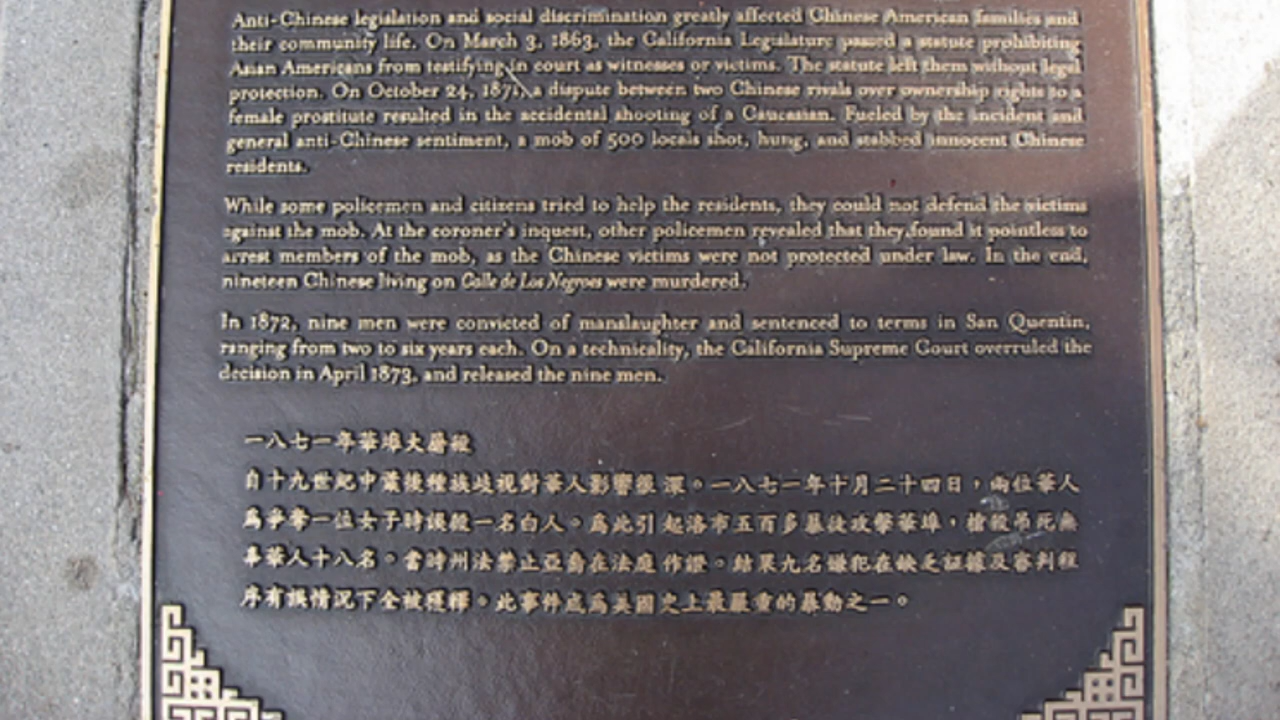 Anti-Chinese legislation and social discrimination greatly affected Chinese American families and
their community life. On March 3, 1863, the California Legislature passed a statute prohibiting
Asian Americans from testifying in court as witnesses or victims. The statute left them without legal
protection. On October 24, 1871, a dispute between two Chinese rivals over ownership rights to a
female prostitute resulted in the accidental shooting of a Caucasian. Fueled by the incident and
general anti-Chinese sentiment, a mob of 500 locals shot, hung, and stabbed innocent Chinese
residents.
While some policemen and citizens tried to help the residents, they could not defend the victims
against the mob. At the coroner's inquest, other policemen revealed that they found it pointless to
arrest members of the mob, as the Chinese victims were not protected under law. In the end,
nineteen Chinese living on Calle de Los Negroes were murdered.
In 1872, nine men were convicted of manslaughter and sentenced to terms in San Quentin,
ranging from two to six years each. On a technicality, the California Supreme Court overruled the
decision in April 1873, and released the nine men.
一八七一年華埠大屠殺
自十九世紀中葉後種族歧視對華人影響很深。一八七一年十月二十四日，兩位華人
爲爭奪一位女子時誤殺一名白人。爲此引起洛市五百多暴徒攻擊華埠，槍殺吊死無
辜華人十八名。當時州法禁止亞裔在法庭作證。結果九名嫌犯在缺乏証據及審判程
序有誤情況下全被獲釋。此事件成爲美國史上最嚴重的暴動之一。